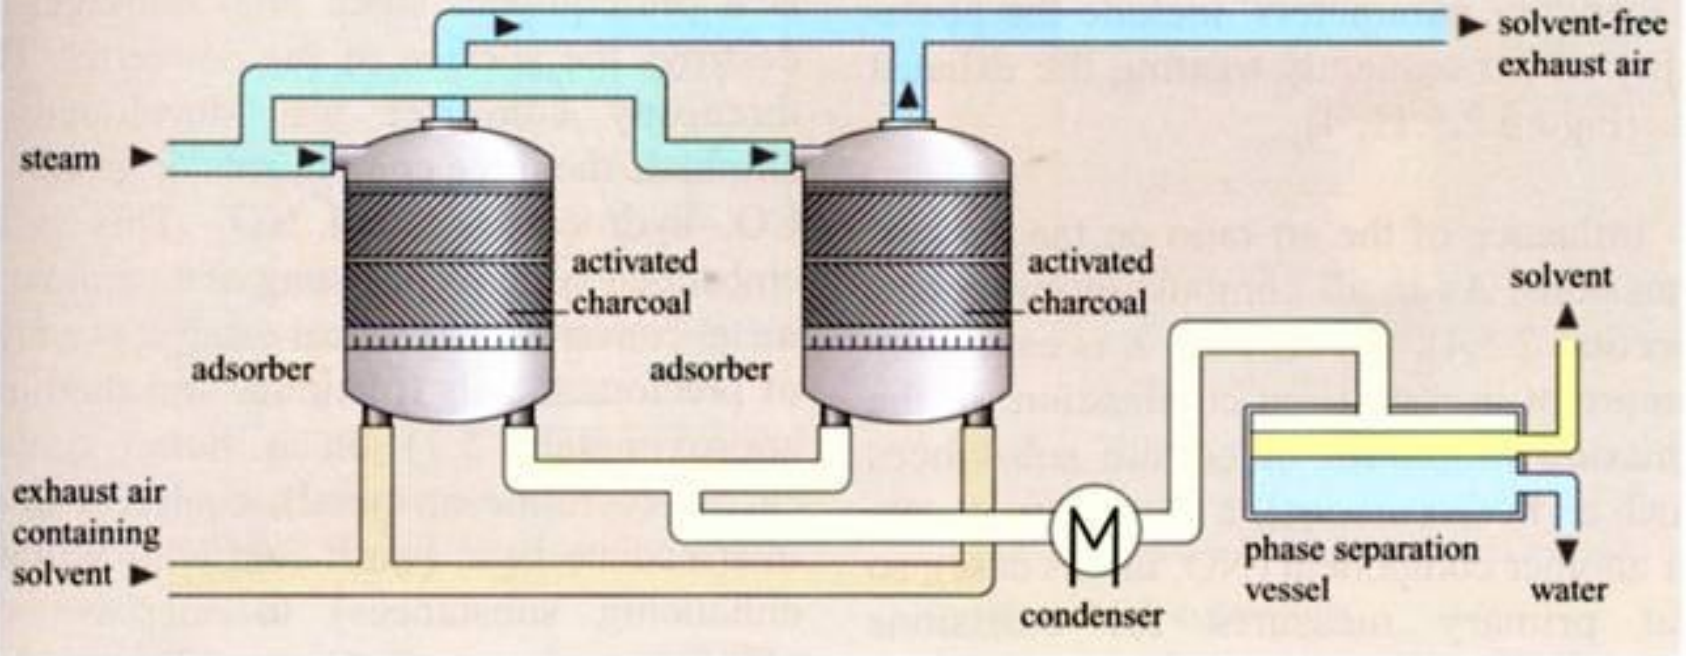 solvent-free
exhaust air
steam
activated
charcoal
activated
charcoal
solvent
adsorber
adsorber
exhaust air
containing
solvent
phase separation
vessel
water
condenser